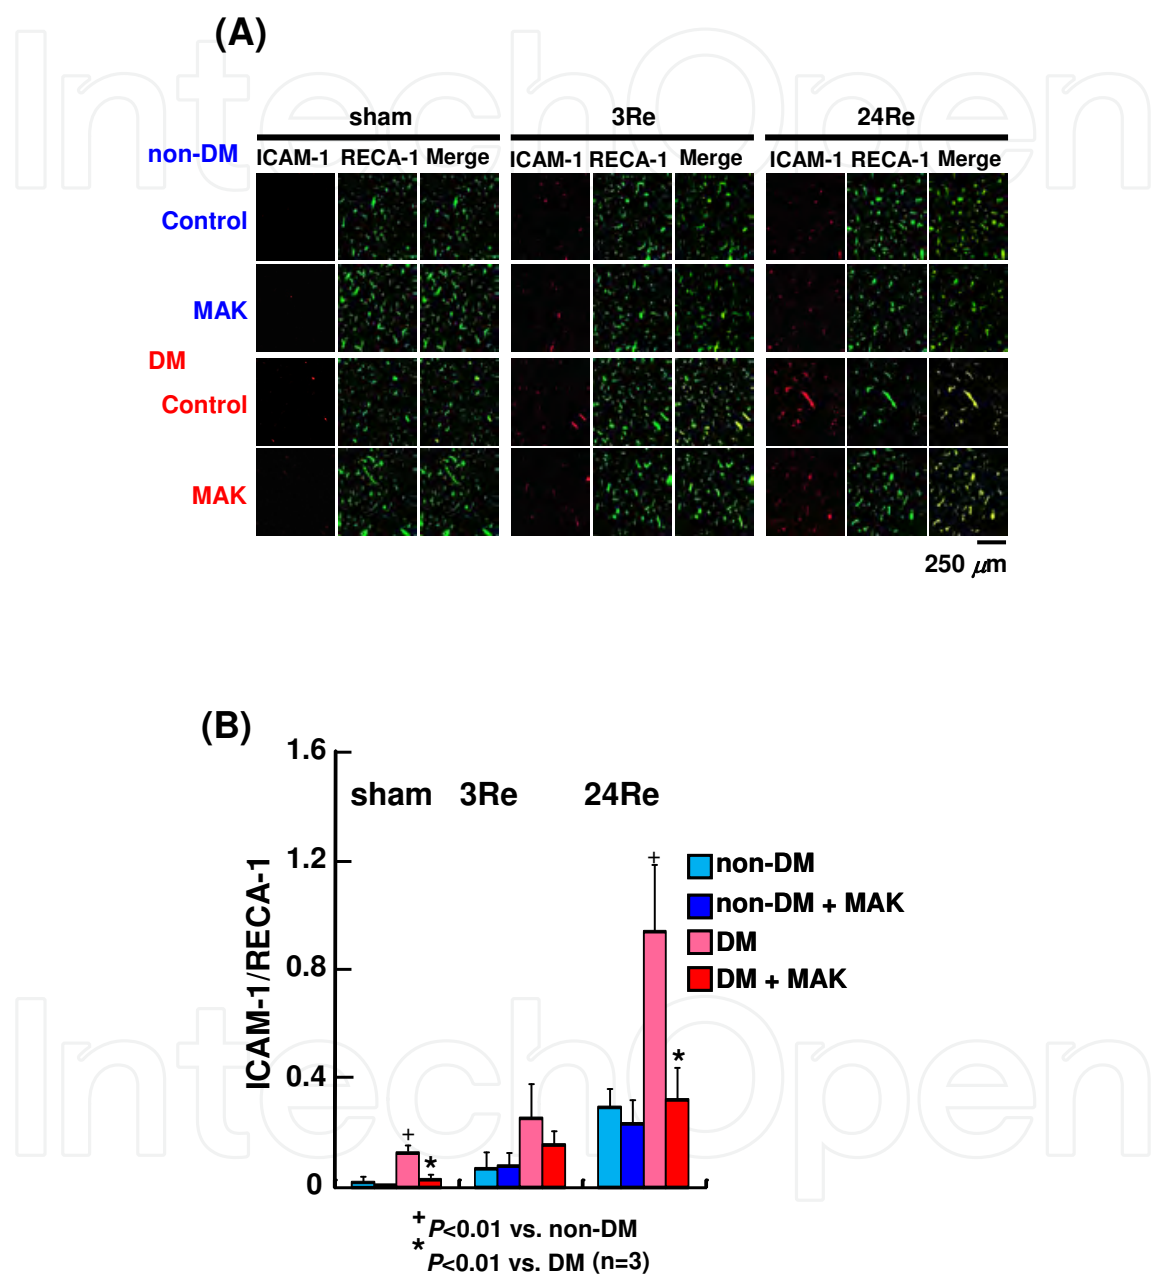 IntechOpen
(A)
sham 3Re 24Re
non-DM ICAM-1 RECA-1 Merge ICAM-1 RECA-1 Merge ICAM-1 RECA-1 Merge
Control
MAK
DM
Control
MAK
250 μm
(B)
1.6
sham 3Re 24Re
1.2
0.8
0.4
0
ICAM-1/RECA-1
+
*
+
*
non-DM
non-DM + MAK
DM
DM + MAK
IntechOpen
+ P<0.01 vs. non-DM
* P<0.01 vs. DM (n=3)